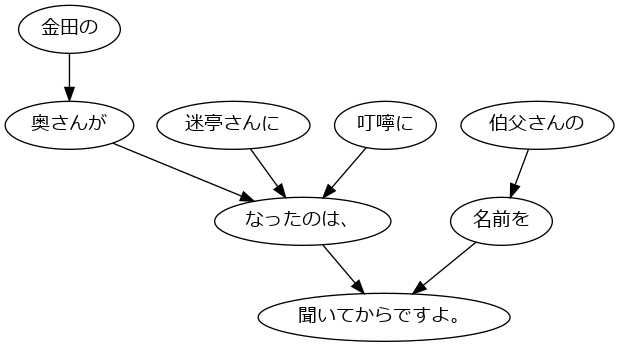 金田の
奥さんが
迷亭さんに
叮嚀に
伯父さんの
なったのは、
名前を
聞いてからですよ。